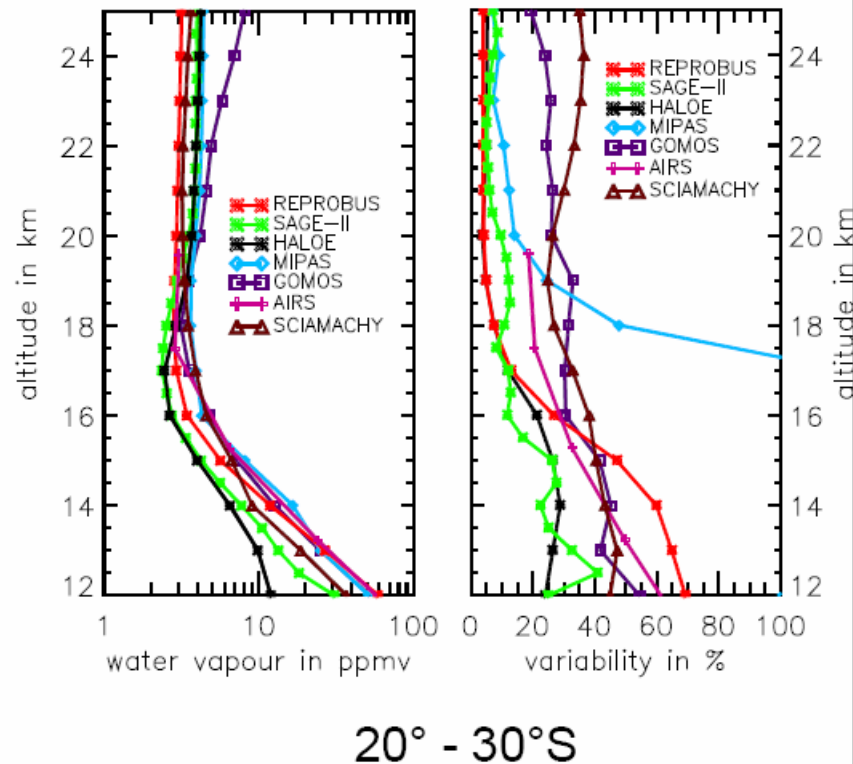 24
22
20
18
16
14
12
altitude in km
REPROBUS
SAGE-II
HALOE
MIPAS
GOMOS
AIRS
SCIAMACHY
1 10 100
water vapour in ppmv
REPROBUS
SAGE-II
HALOE
MIPAS
GOMOS
AIRS
SCIAMACHY
24
22
20
18
16
14
12
altitude in km
0 20 40 60 80 100
variability in %
20° - 30°S